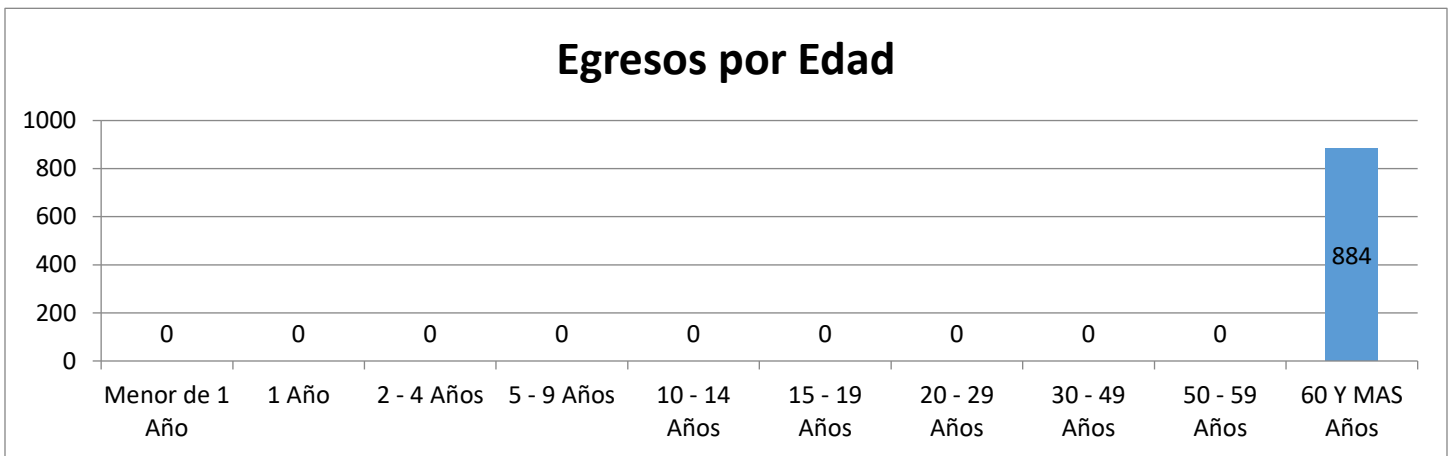 Egresos por Edad
1000
800
600
400
200
0
0 0 0 0 0 0 0 0 0 884
Menor de 1 Año
1 Año
2 - 4 Años
5 - 9 Años
10 - 14 Años
15 - 19 Años
20 - 29 Años
30 - 49 Años
50 - 59 Años
60 Y MAS Años